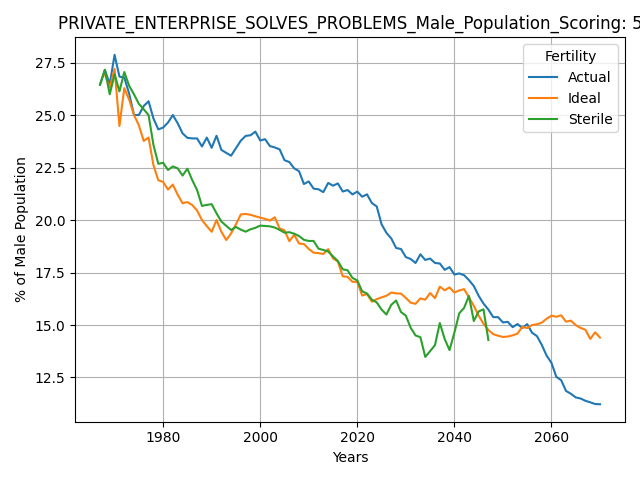 PRIVATE_ENTERPRISE_SOLVES_PROBLEMS_Male_Population_Scoring: 5
Fertility
Actual
Ideal
Sterile
% of Male Population
27.5
25.0
22.5
20.0
17.5
15.0
12.5
1980 2000 2020 2040 2060
Years